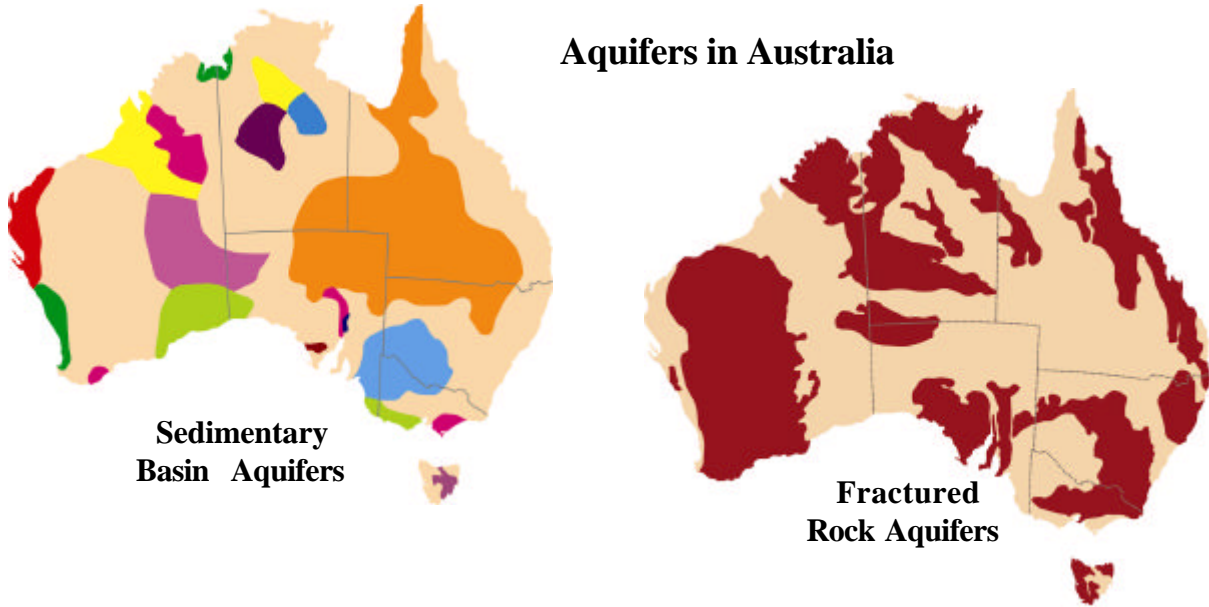 Aquifers in Australia
Sedimentary
Basin Aquifers
Fractured
Rock Aquifers